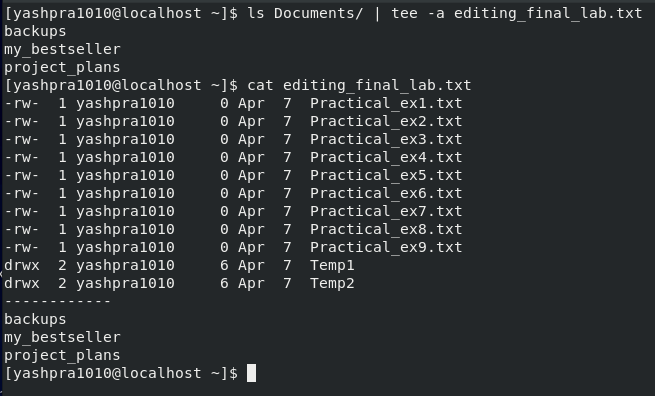 [yashpra1010@localhost ~]$ ls Documents/ | tee -a editing_final_lab.txt
backups
my_bestseller
project_plans
[yashpra1010@localhost ~]$ cat editing_final_lab.txt
-rw-  1 yashpra1010     0 Apr  7  Practical_ex1.txt
-rw-  1 yashpra1010     0 Apr  7  Practical_ex2.txt
-rw-  1 yashpra1010     0 Apr  7  Practical_ex3.txt
-rw-  1 yashpra1010     0 Apr  7  Practical_ex4.txt
-rw-  1 yashpra1010     0 Apr  7  Practical_ex5.txt
-rw-  1 yashpra1010     0 Apr  7  Practical_ex6.txt
-rw-  1 yashpra1010     0 Apr  7  Practical_ex7.txt
-rw-  1 yashpra1010     0 Apr  7  Practical_ex8.txt
-rw-  1 yashpra1010     0 Apr  7  Practical_ex9.txt
drwx  2 yashpra1010     6 Apr  7  Temp1
drwx  2 yashpra1010     6 Apr  7  Temp2
------------
backups
my_bestseller
project_plans
[yashpra1010@localhost ~]$